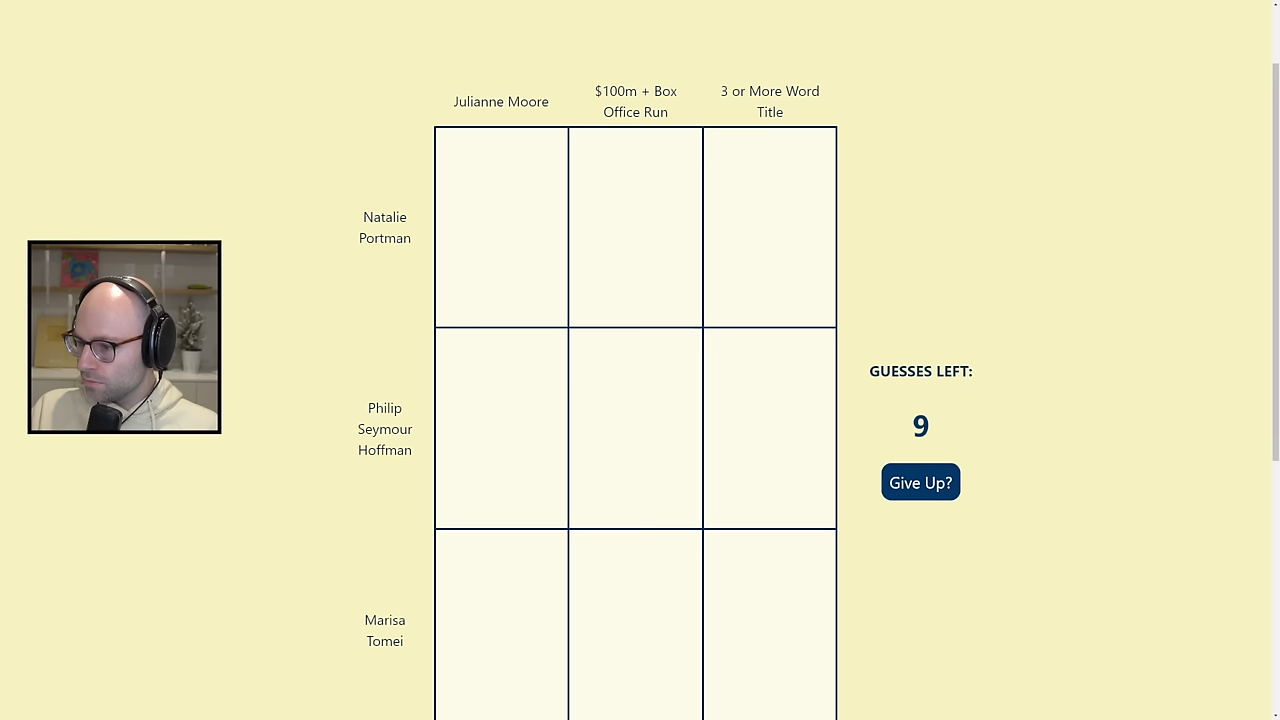 Julianne Moore
$100m + Box
Office Run
3 or More Word
Title
Natalie
Portman
Philip
Seymour
Hoffman
Marisa
Tomei
GUESSES LEFT:
9
Give Up?